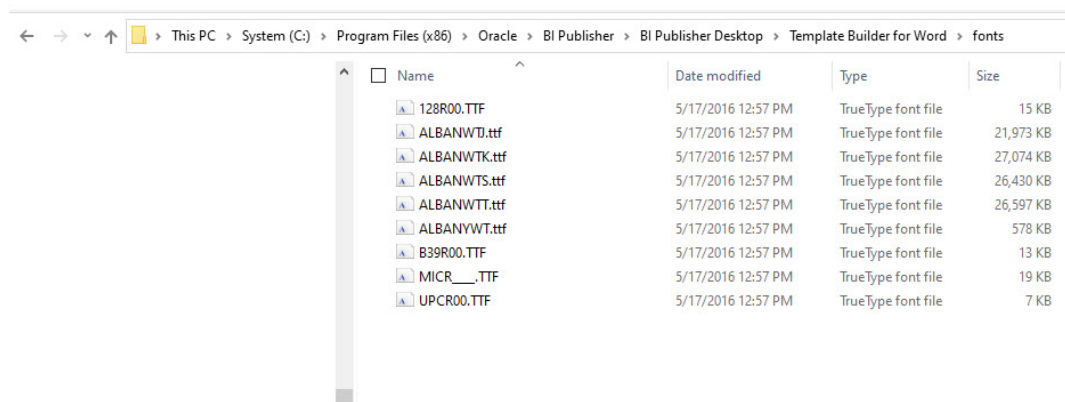 This PC > System (C:) > Program Files (x86) > Oracle > BI Publisher > BI Publisher Desktop > Template Builder for Word > fonts
Name Date modified Type Size
128R00.TTF 5/17/2016 12:57 PM TrueType font file 15 KB
ALBANWTJ.ttf 5/17/2016 12:57 PM TrueType font file 21,973 KB
ALBANWTK.ttf 5/17/2016 12:57 PM TrueType font file 27,074 KB
ALBANWTS.ttf 5/17/2016 12:57 PM TrueType font file 26,430 KB
ALBANWTT.ttf 5/17/2016 12:57 PM TrueType font file 26,597 KB
ALBANYWT.ttf 5/17/2016 12:57 PM TrueType font file 578 KB
B39R00.TTF 5/17/2016 12:57 PM TrueType font file 13 KB
MICR____.TTF 5/17/2016 12:57 PM TrueType font file 19 KB
UPCR00.TTF 5/17/2016 12:57 PM TrueType font file 7 KB